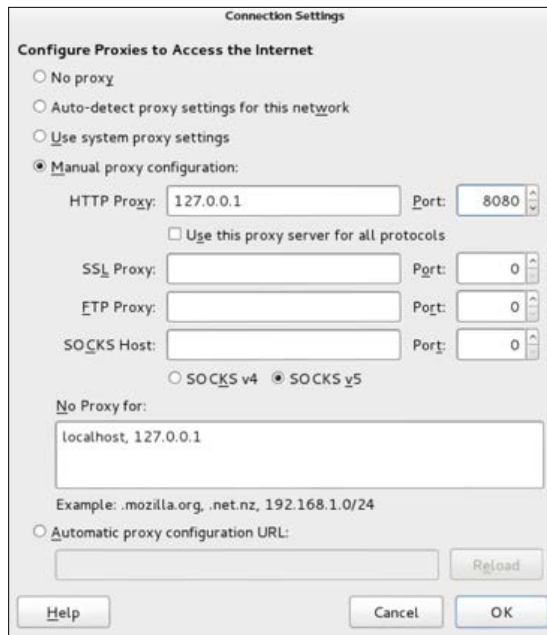 Connection Settings
Configure Proxies to Access the Internet
No proxy
Auto-detect proxy settings for this network
Use system proxy settings
Manual proxy configuration:
HTTP Proxy: 127.0.0.1 Port: 8080
Use this proxy server for all protocols
SSL Proxy: Port: 0
FTP Proxy: Port: 0
SOCKS Host: Port: 0
SOCKS v4 SOCKS v5
No Proxy for:
localhost, 127.0.0.1
Example: .mozilla.org, .net.nz, 192.168.1.0/24
Automatic proxy configuration URL:
Reload
Help Cancel OK